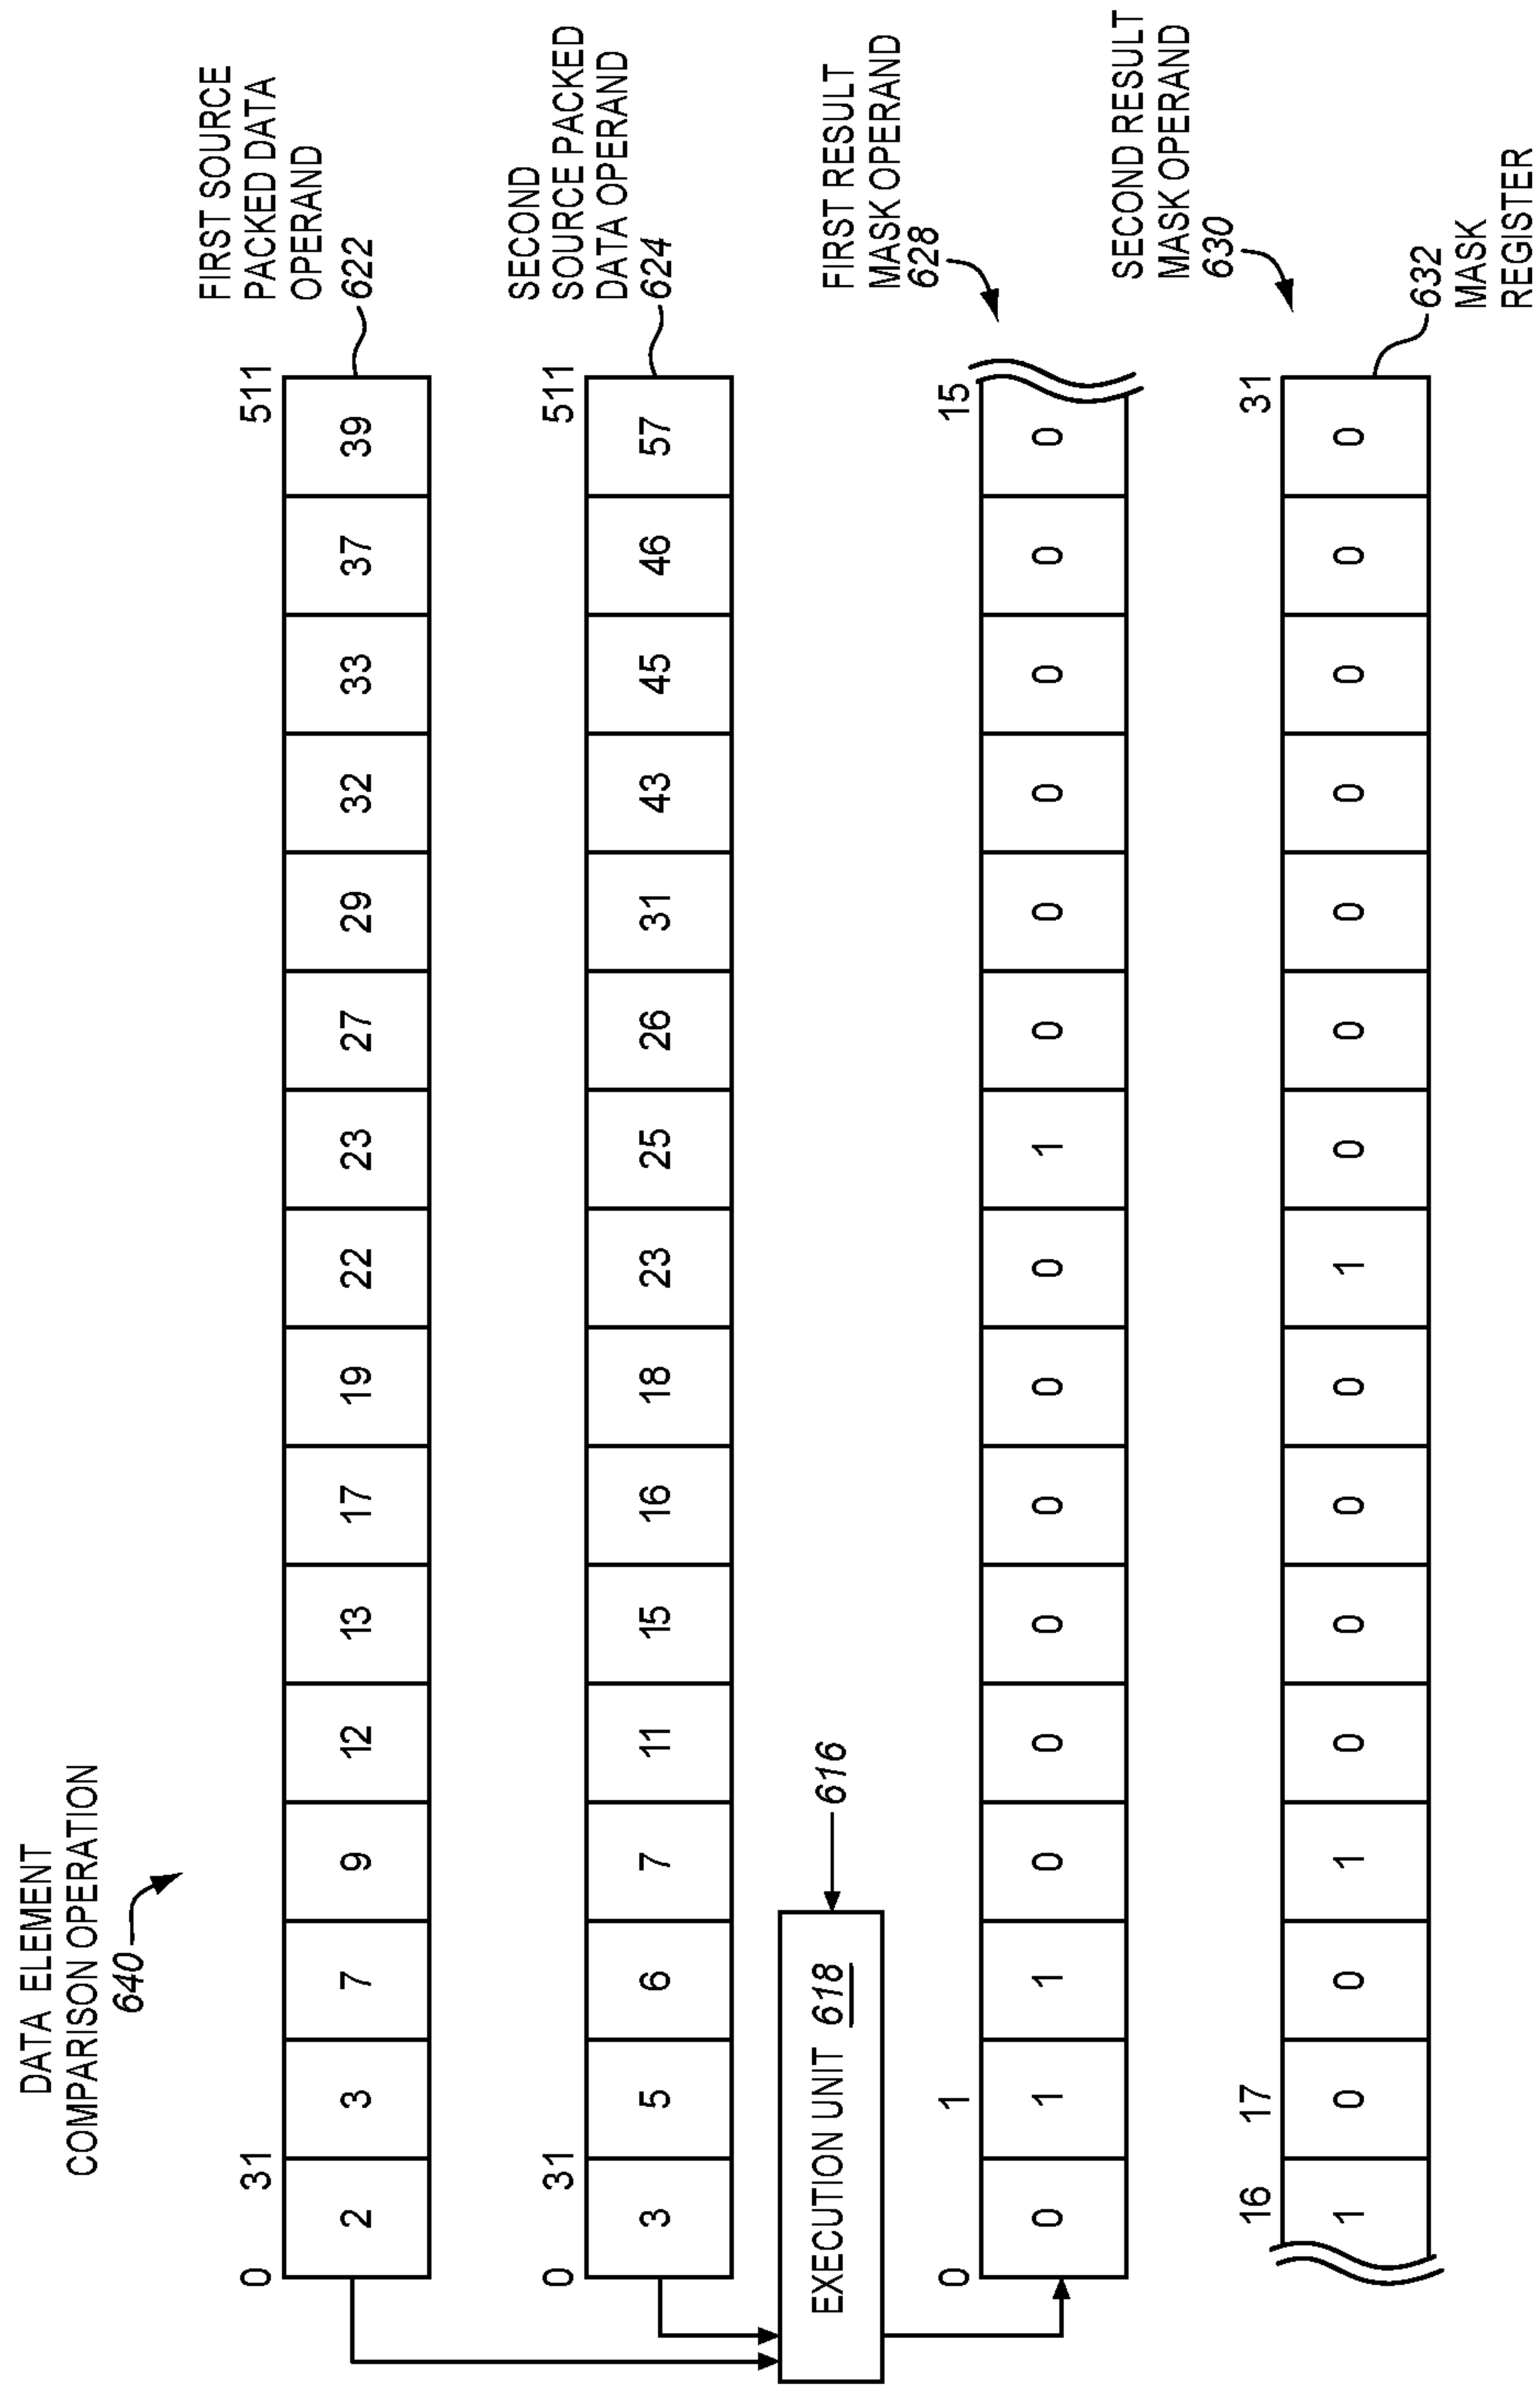 DATA ELEMENT
COMPARISON OPERATION
640
FIRST SOURCE
PACKED DATA
OPERAND
622
0 31 511
2 3 7 9 12 13 17 19 22 23 27 29 32 33 37 39
SECOND
SOURCE PACKED
DATA OPERAND
624
0 31 511
3 5 6 7 11 15 16 18 23 25 26 31 43 45 46 57
EXECUTION UNIT 618
616
FIRST RESULT
MASK OPERAND
628
0 1 15
0 1 1 0 0 0 0 0 0 1 0 0 0 0 0 0
SECOND RESULT
MASK OPERAND
630
16 17 31
1 0 0 1 0 0 0 0 1 0 0 0 0 0 0 0
632
MASK
REGISTER